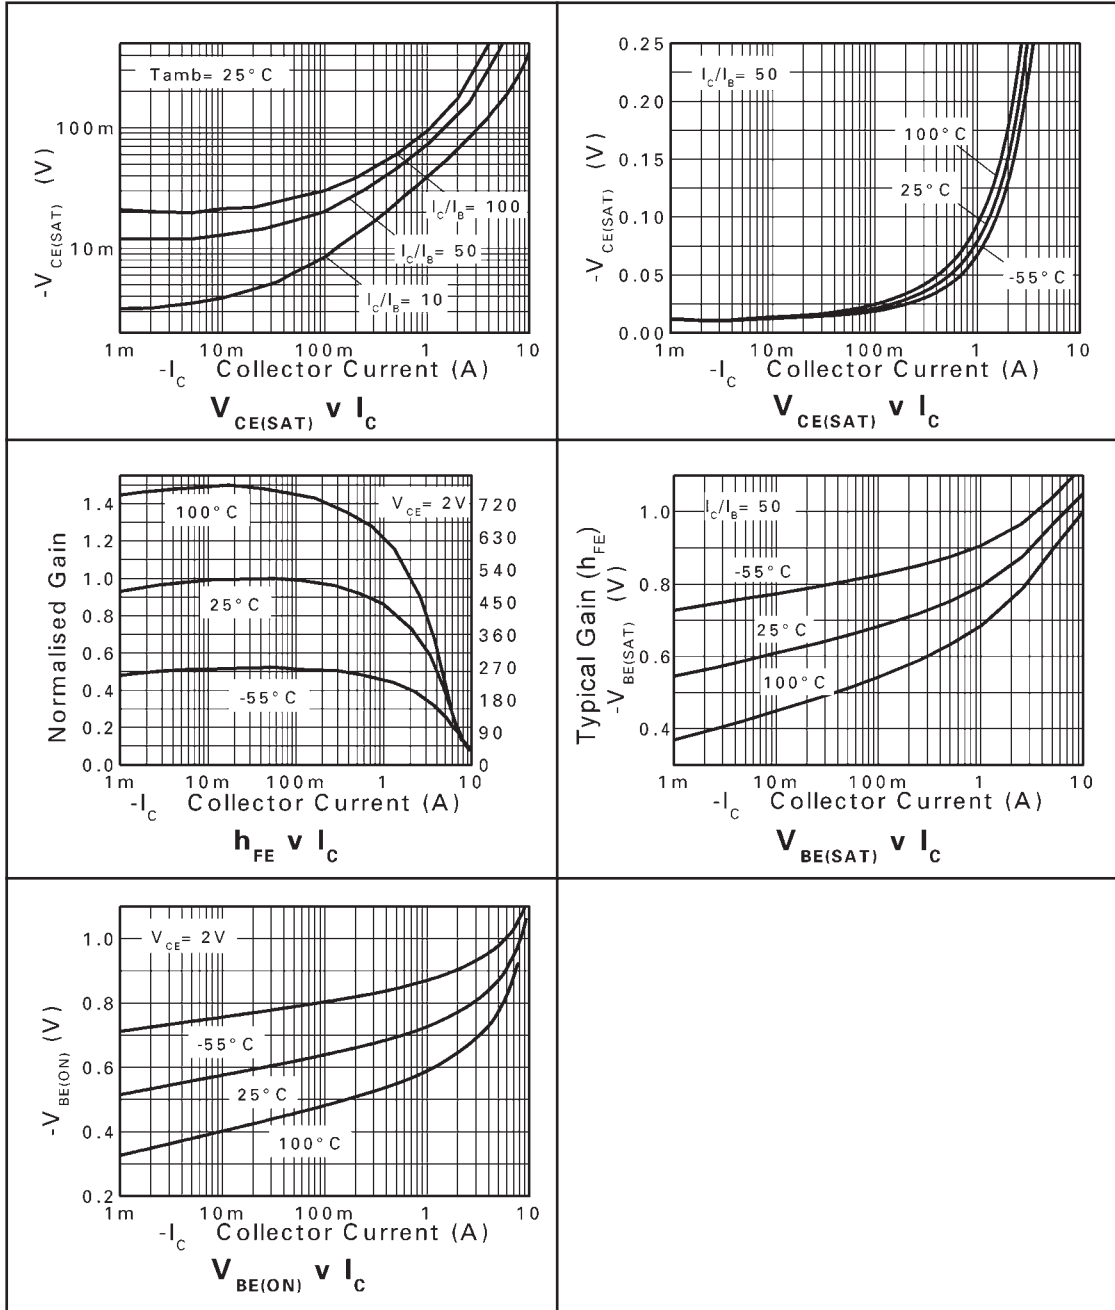 Tamb= 25°C
100m
10m
-V_CE(SAT) (V)
I_C/I_B= 100
I_C/I_B= 50
I_C/I_B= 10
1m 10m 100m 1 10
-I_C Collector Current (A)
V_CE(SAT) v I_C
I_C/I_B= 50
0.25
0.20
0.15
0.10
0.05
0.00
-V_CE(SAT) (V)
100°C
25°C
-55°C
1m 10m 100m 1 10
-I_C Collector Current (A)
V_CE(SAT) v I_C
V_CE= 2V
1.4
1.2
1.0
0.8
0.6
0.4
0.2
0.0
Normalised Gain
100°C
25°C
-55°C
720
630
540
450
360
270
180
90
0
1m 10m 100m 1 10
-I_C Collector Current (A)
h_FE v I_C
Typical Gain (h_FE)
-V_BE(SAT) (V)
I_C/I_B= 50
1.0
0.8
0.6
0.4
-55°C
25°C
100°C
1m 10m 100m 1 10
-I_C Collector Current (A)
V_BE(SAT) v I_C
V_CE= 2V
1.0
0.8
0.6
0.4
0.2
-V_BE(ON) (V)
-55°C
25°C
100°C
1m 10m 100m 1 10
-I_C Collector Current (A)
V_BE(ON) v I_C